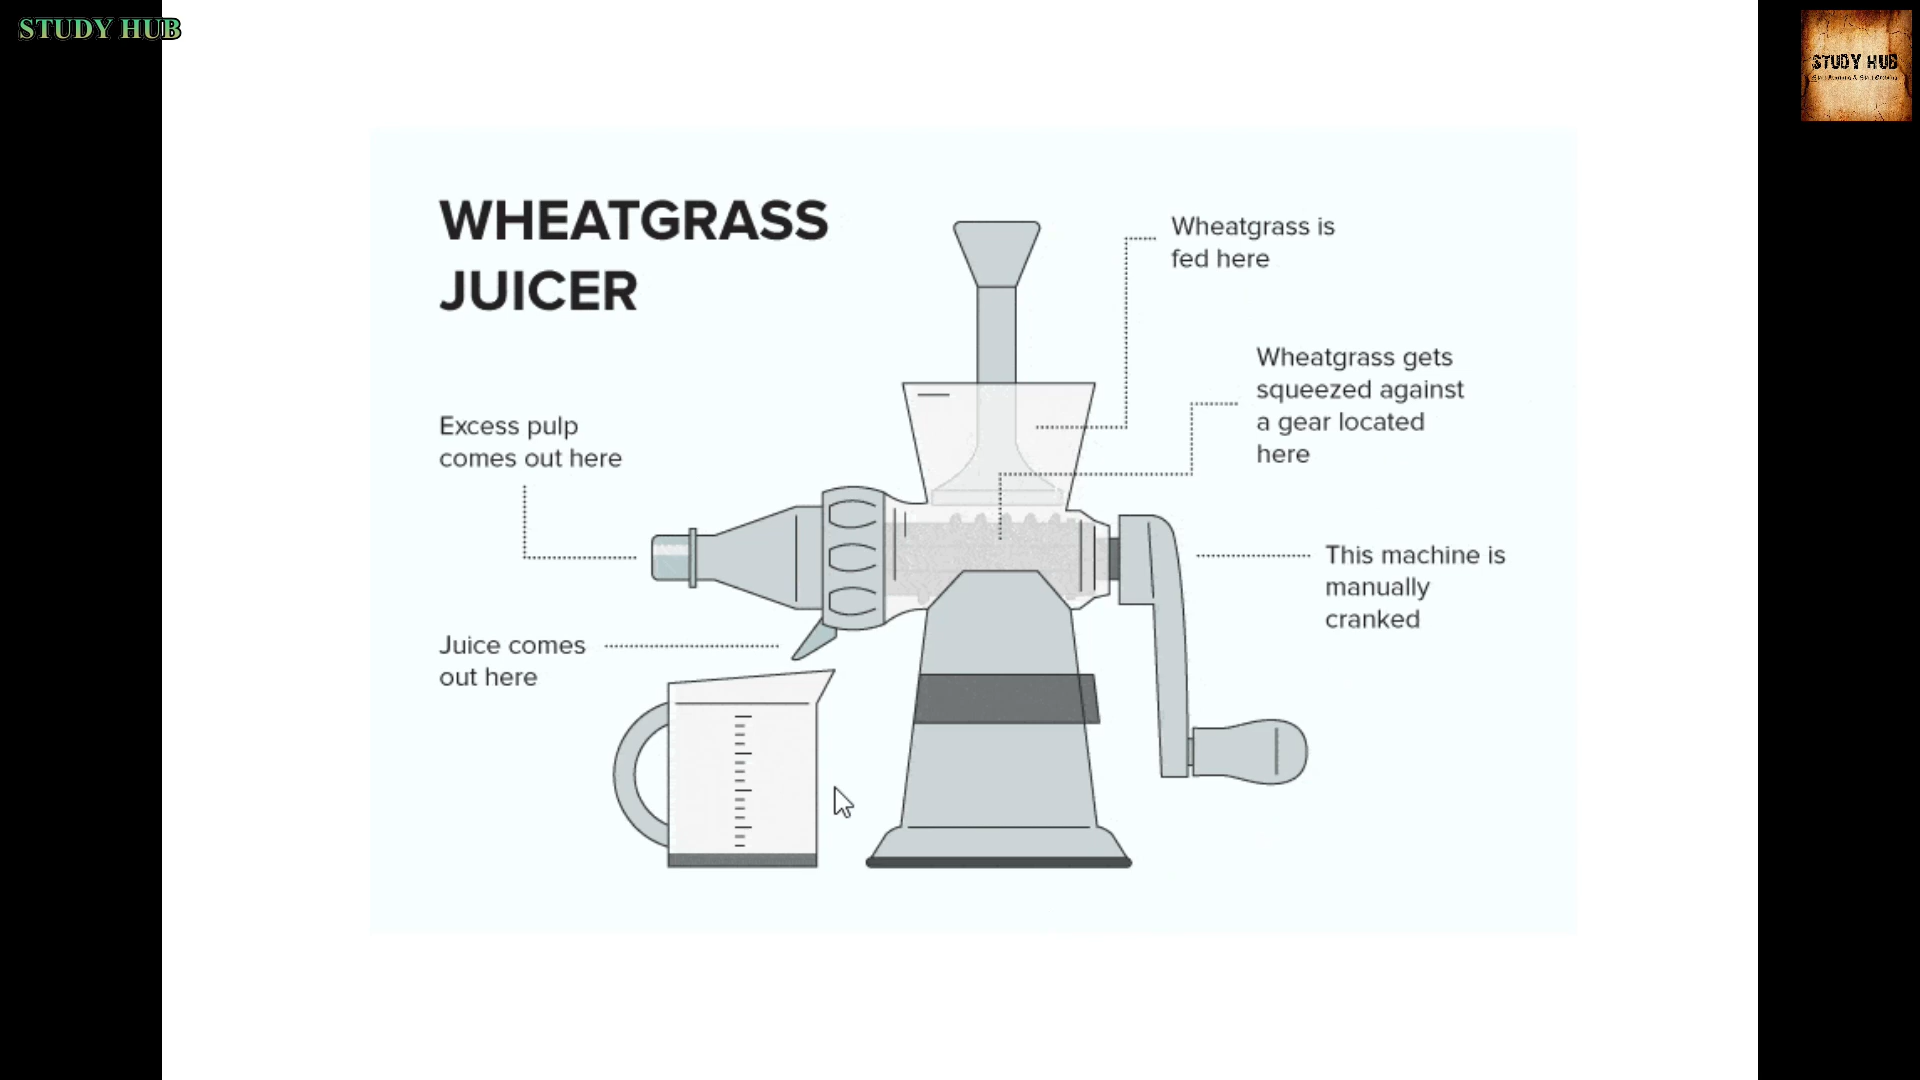 STUDY HUB
STUDY HUB
WHEATGRASS
JUICER
Wheatgrass is
fed here
Wheatgrass gets
squeezed against
a gear located
here
Excess pulp
comes out here
This machine is
manually
cranked
Juice comes
out here